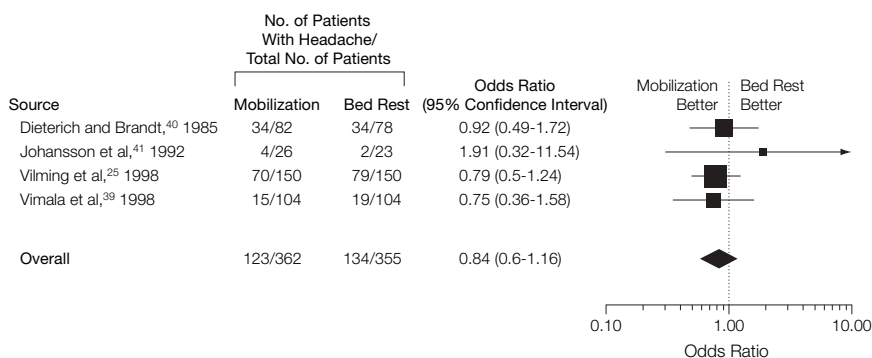 No. of Patients
With Headache/
Total No. of Patients
Odds Ratio
Mobilization Bed Rest
Source Mobilization Bed Rest (95% Confidence Interval) Better Better
Dieterich and Brandt,⁴⁰ 1985 34/82 34/78 0.92 (0.49-1.72)
Johansson et al,⁴¹ 1992 4/26 2/23 1.91 (0.32-11.54)
Vilming et al,²⁵ 1998 70/150 79/150 0.79 (0.5-1.24)
Vimala et al,³⁹ 1998 15/104 19/104 0.75 (0.36-1.58)
Overall 123/362 134/355 0.84 (0.6-1.16)
0.10 1.00 10.00
Odds Ratio